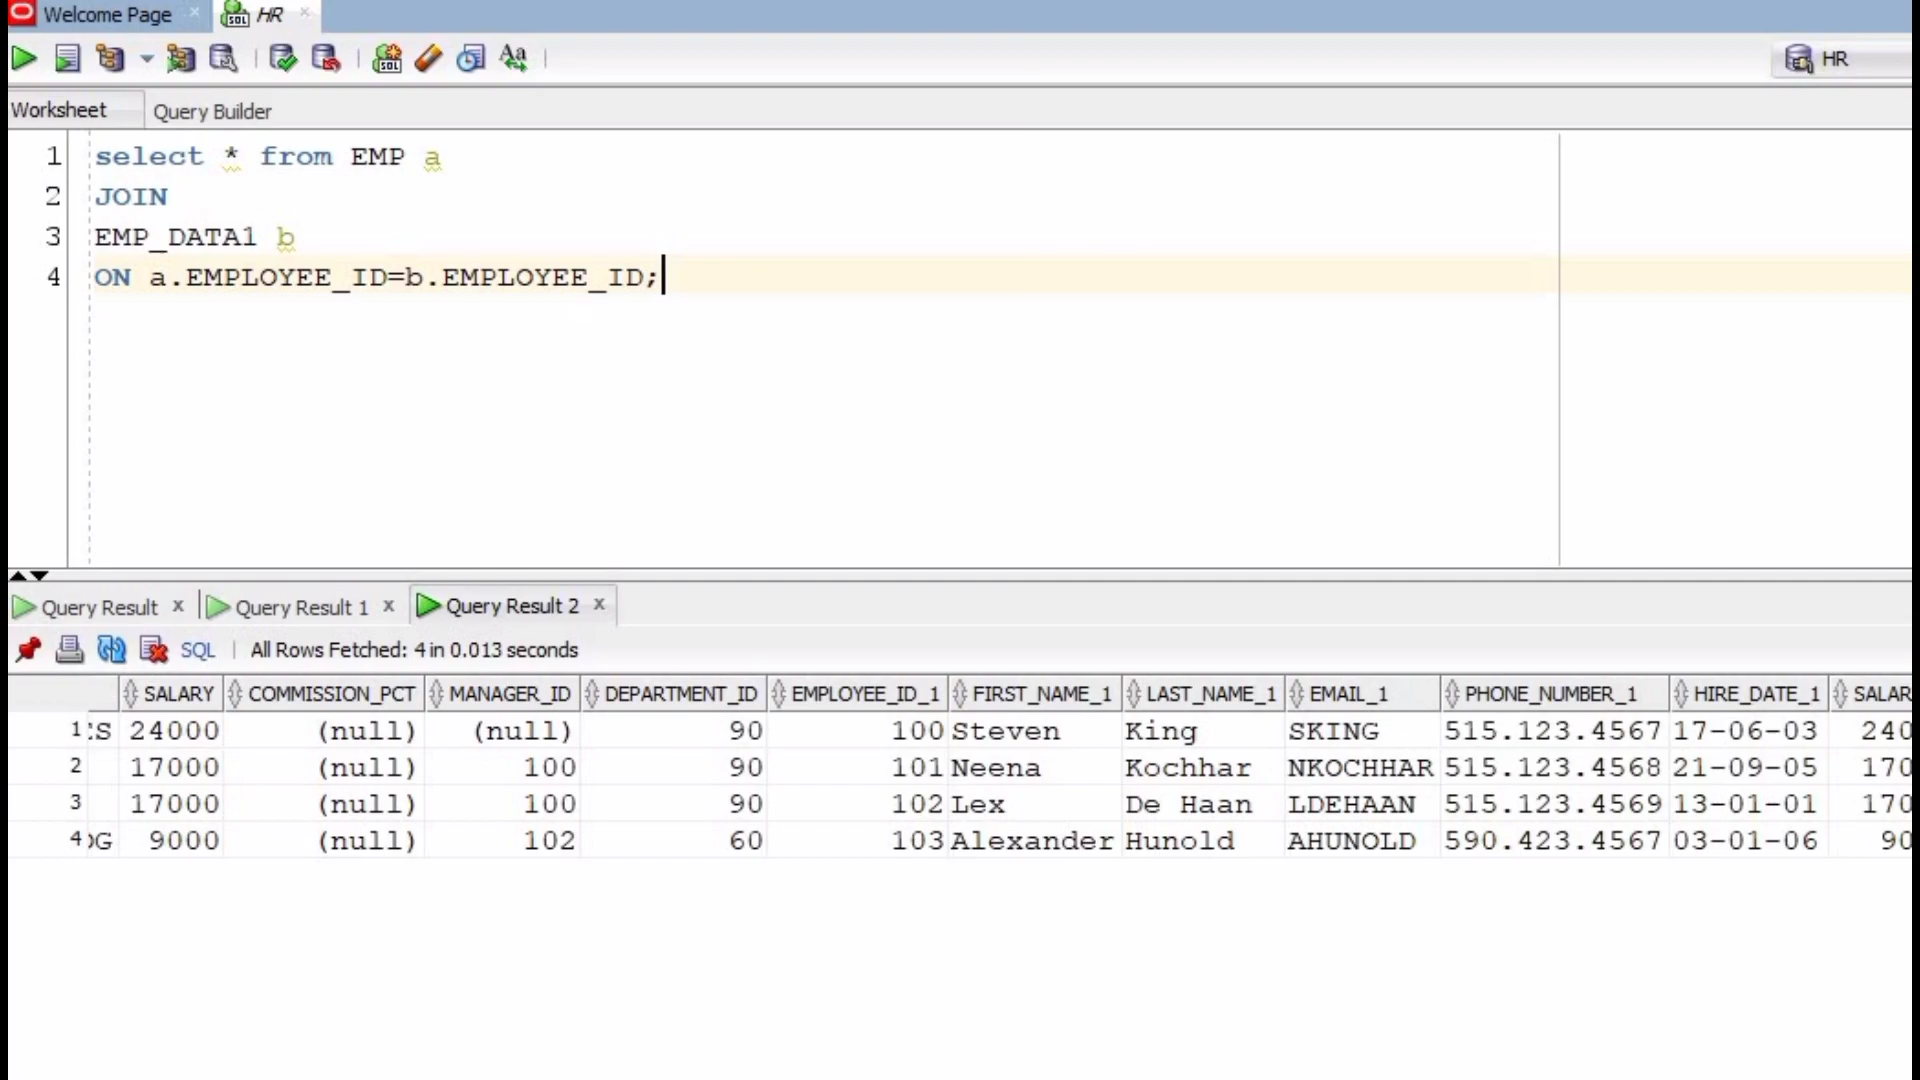 Welcome Page HR
HR
Worksheet Query Builder
1 select * from EMP a
2 JOIN
3 EMP_DATA1 b
4 ON a.EMPLOYEE_ID=b.EMPLOYEE_ID;
Query Result x Query Result 1 x Query Result 2 x
SQL | All Rows Fetched: 4 in 0.013 seconds
SALARY COMMISSION_PCT MANAGER_ID DEPARTMENT_ID EMPLOYEE_ID_1 FIRST_NAME_1 LAST_NAME_1 EMAIL_1 PHONE_NUMBER_1 HIRE_DATE_1 SALAR
1 :S 24000 (null) (null) 90 100 Steven King SKING 515.123.4567 17-06-03 240
2 17000 (null) 100 90 101 Neena Kochhar NKOCHHAR 515.123.4568 21-09-05 170
3 17000 (null) 100 90 102 Lex De Haan LDEHAAN 515.123.4569 13-01-01 170
4 G 9000 (null) 102 60 103 Alexander Hunold AHUNOLD 590.423.4567 03-01-06 90